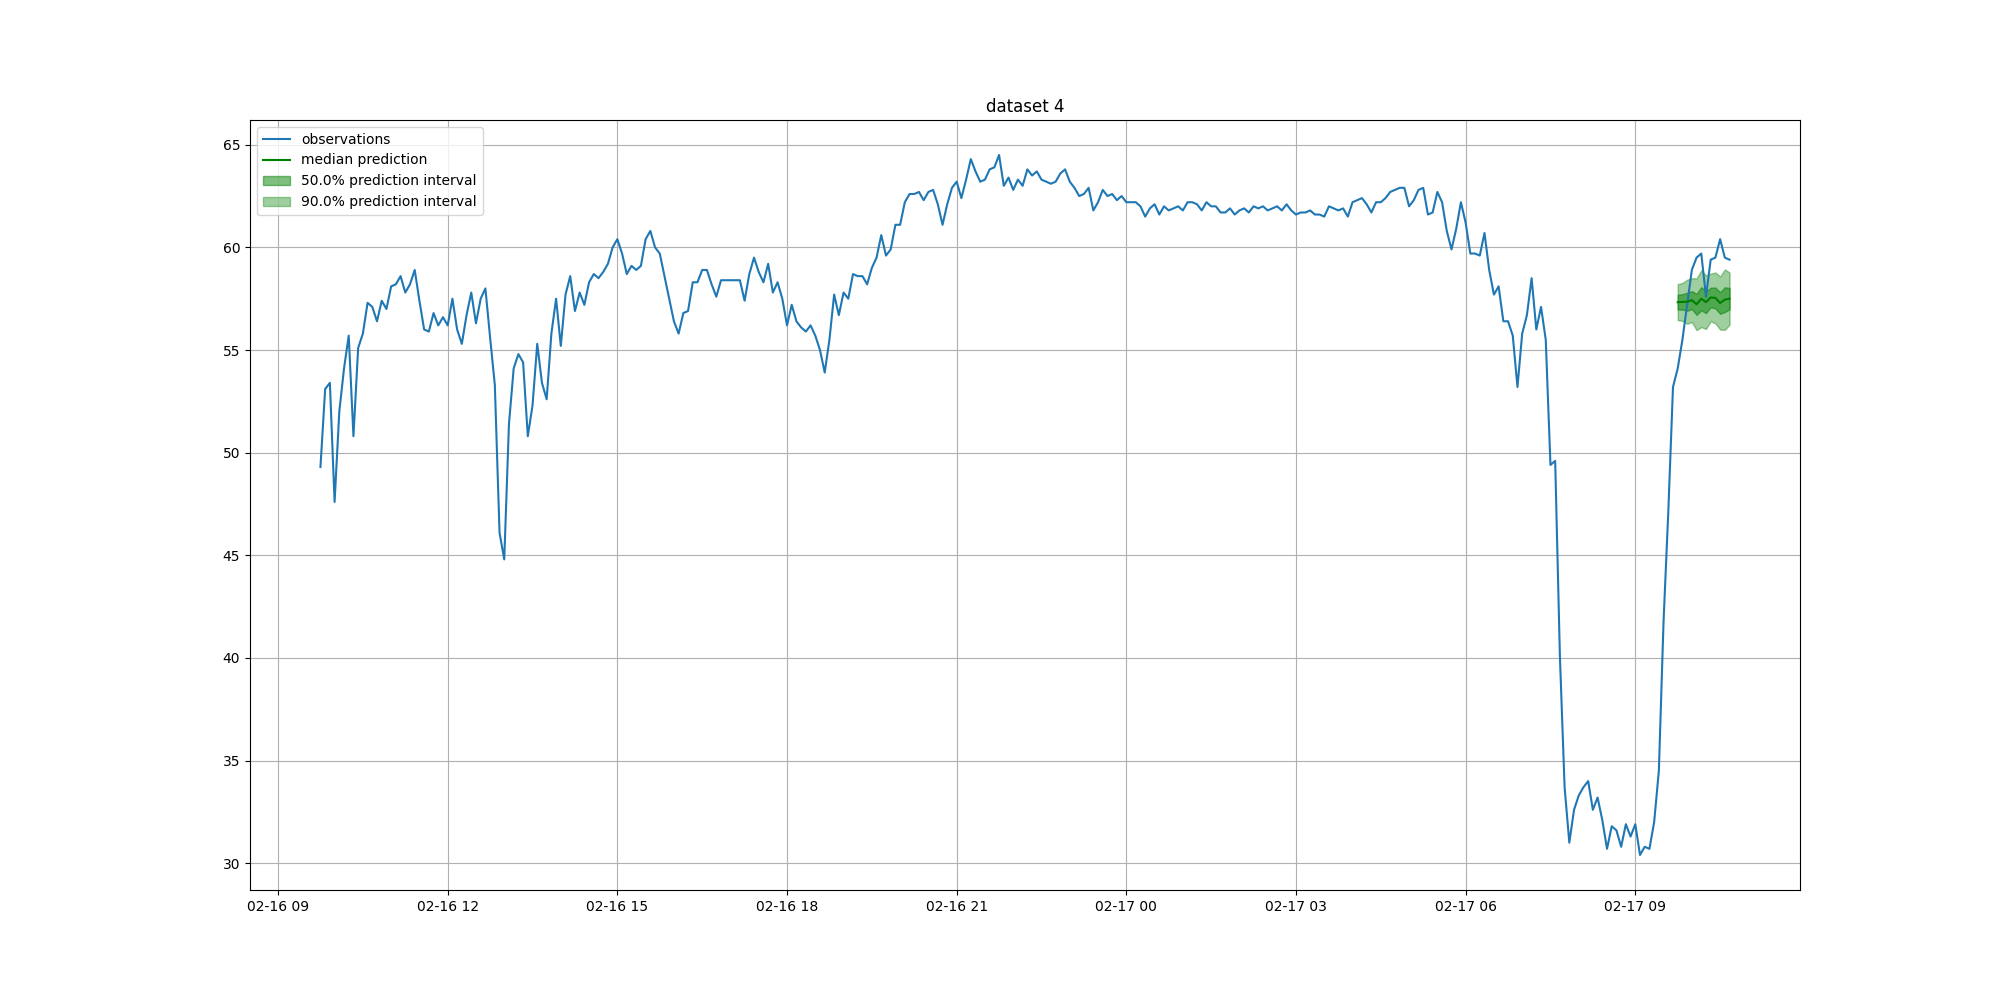 dataset 4
observations
median prediction
50.0% prediction interval
90.0% prediction interval
65
60
55
50
45
40
35
30
02-16 09 02-16 12 02-16 15 02-16 18 02-16 21 02-17 00 02-17 03 02-17 06 02-17 09